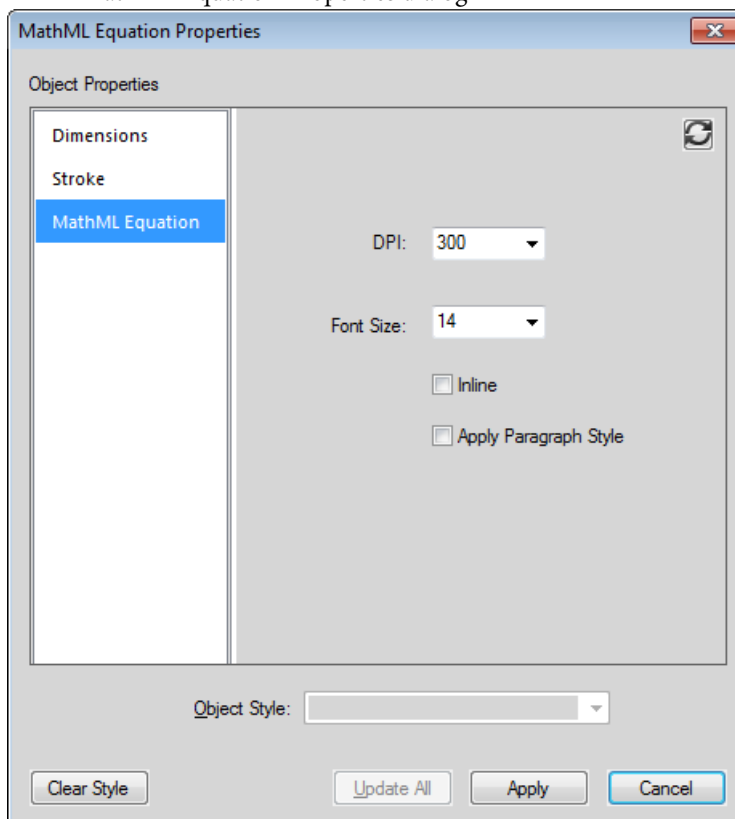 MathML Equation Properties
Object Properties
Dimensions
Stroke
MathML Equation
DPI: 300
Font Size: 14
Inline
Apply Paragraph Style
Object Style:
Clear Style Update All Apply Cancel